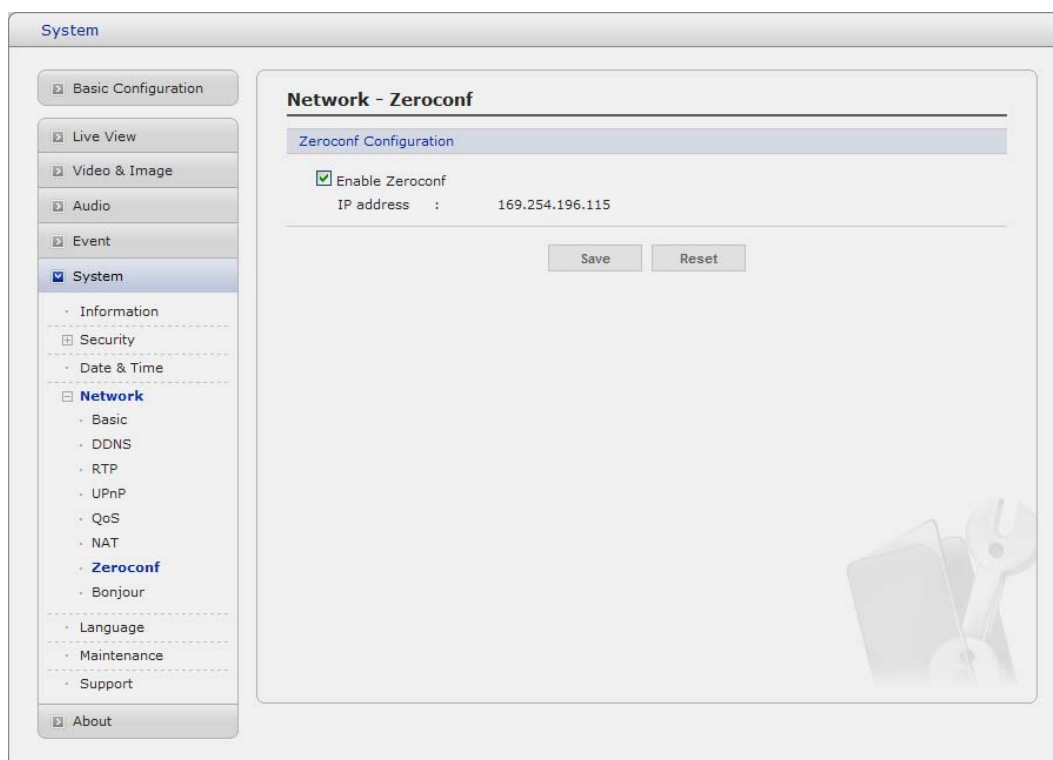 System
Basic Configuration
Live View
Video & Image
Audio
Event
System
Information
Security
Date & Time
Network
Basic
DDNS
RTP
UPnP
QoS
NAT
Zeroconf
Bonjour
Language
Maintenance
Support
About
Network - Zeroconf
Zeroconf Configuration
Enable Zeroconf
IP address : 169.254.196.115
Save Reset